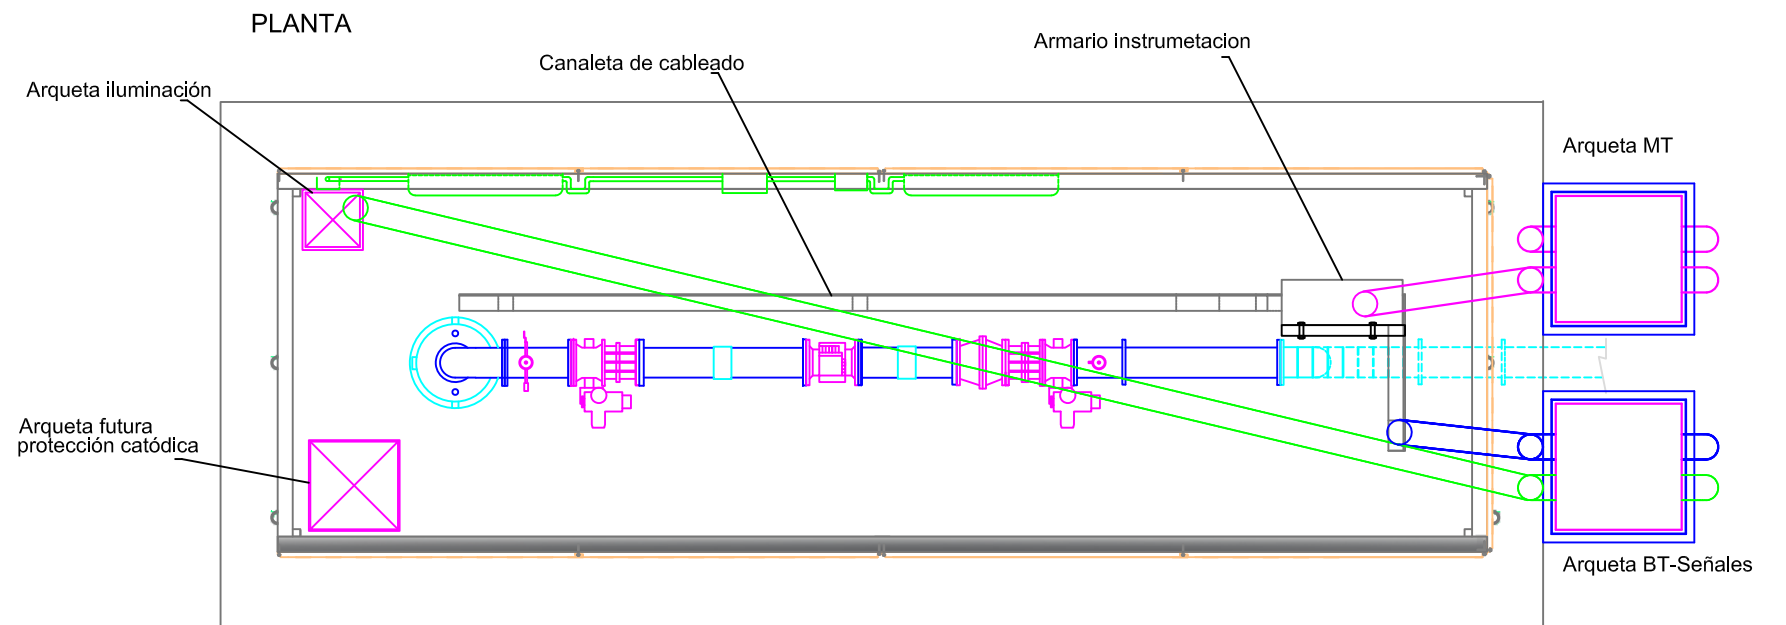 PLANTA
Armario instrumetacion
Canaleta de cableado
Arqueta iluminación
Arqueta MT
Arqueta futura
protección catódica
Arqueta BT-Señales